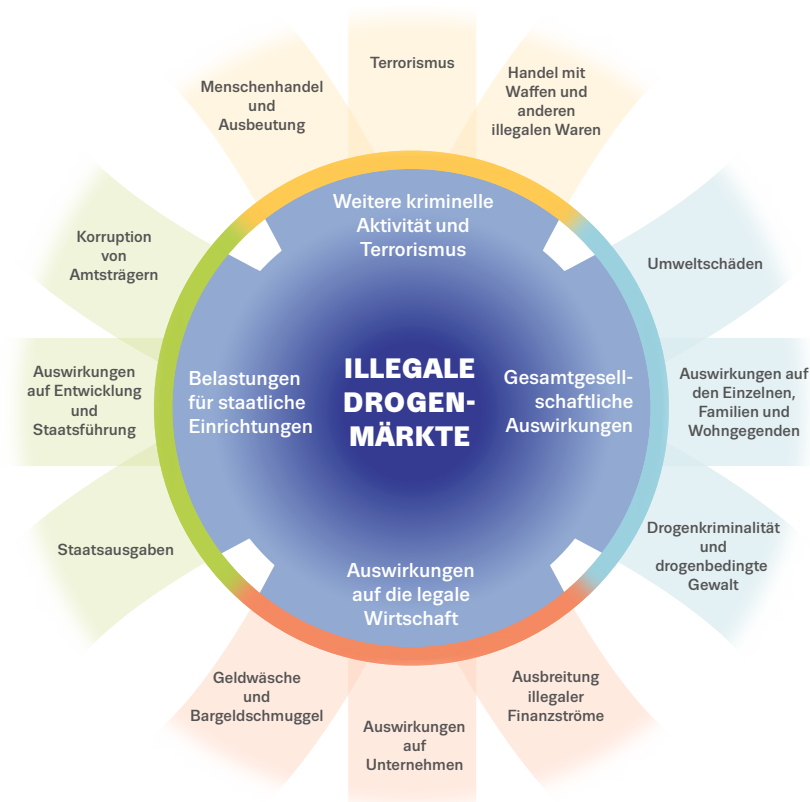 Terrorismus
Menschenhandel
und
Ausbeutung
Handel mit
Waffen und
anderen
illegalen Waren
Weitere kriminelle
Aktivität und
Terrorismus
Korruption
von
Amtsträgern
Umweltschäden
Auswirkungen
auf Entwicklung
und
Staatsführung
Belastungen
für staatliche
Einrichtungen
ILLEGALE
DROGEN-
MÄRKTE
Gesamtgesell-
schaftliche
Auswirkungen
Auswirkungen auf
den Einzelnen,
Familien und
Wohngegenden
Staatsausgaben
Drogenkriminalität
und
drogenbedingte
Gewalt
Auswirkungen
auf die legale
Wirtschaft
Geldwäsche
und
Bargeldschmuggel
Auswirkungen
auf
Unternehmen
Ausbreitung
illegaler
Finanzströme